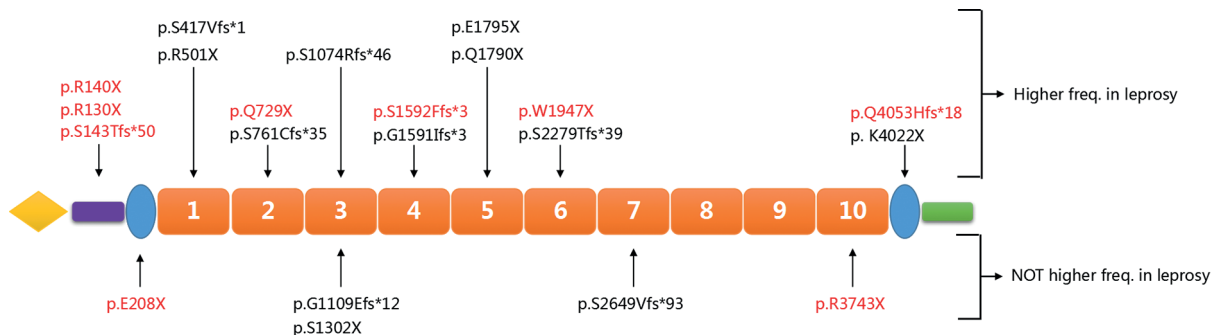 p.S417Vfs*1
p.R501X
p.S1074Rfs*46
p.E1795X
p.Q1790X
p.R140X
p.R130X
p.S143Tfs*50
p.Q729X
p.S761Cfs*35
p.S1592Ffs*3
p.G1591Ifs*3
p.W1947X
p.S2279Tfs*39
p.Q4053Hfs*18
p. K4022X
Higher freq. in leprosy
1 2 3 4 5 6 7 8 9 10
p.E208X
p.G1109Efs*12
p.S1302X
p.S2649Vfs*93
p.R3743X
NOT higher freq. in leprosy